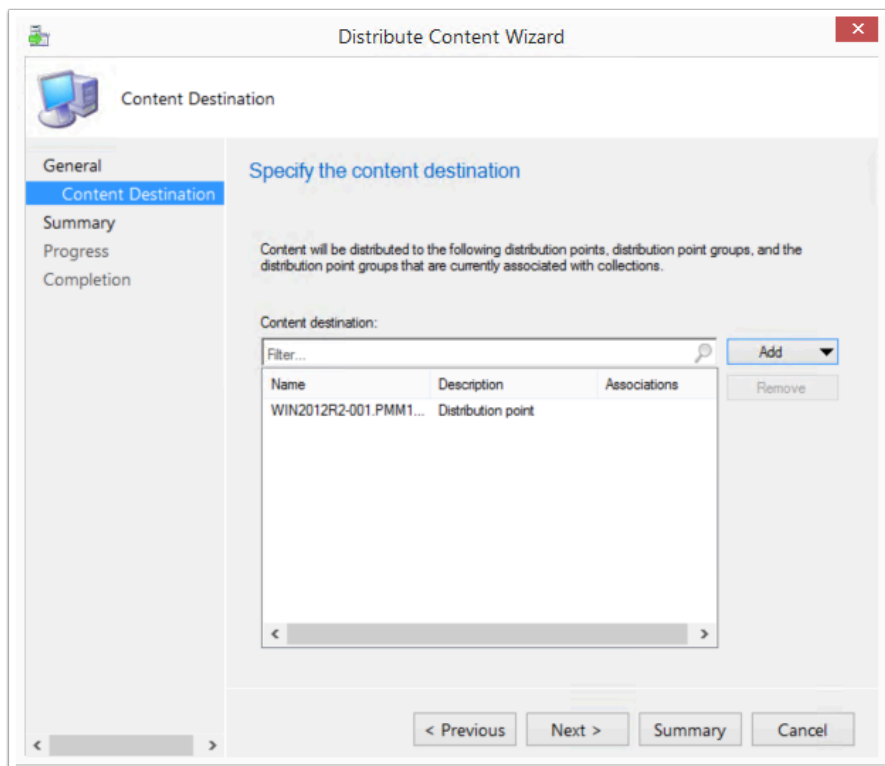 Distribute Content Wizard
Content Destination
General
Content Destination
Summary
Progress
Completion
Specify the content destination
Content will be distributed to the following distribution points, distribution point groups, and the
distribution point groups that are currently associated with collections.
Content destination:
Filter...
Add
Remove
Name Description Associations
WIN2012R2-001.PMM1... Distribution point
< Previous Next > Summary Cancel